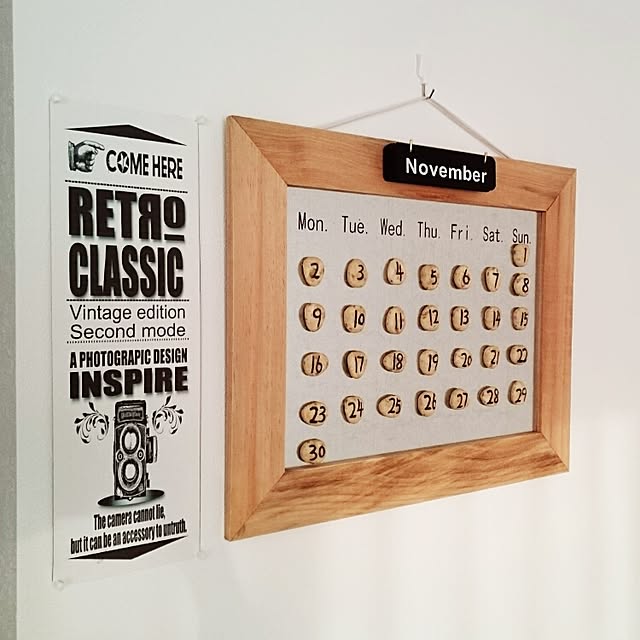 COME HERE
RETЯO
CLASSIC
Vintage edition
Second mode
A PHOTOGRAPIC DESIGN
INSPIRE
The camera cannot lie,
but it can be an accessory to untruth.
November
Mon. Tue. Wed. Thu. Fri. Sat. Sun.
1
2 3 4 5 6 7 8
9 10 11 12 13 14 15
16 17 18 19 20 21 22
23 24 25 26 27 28 29
30